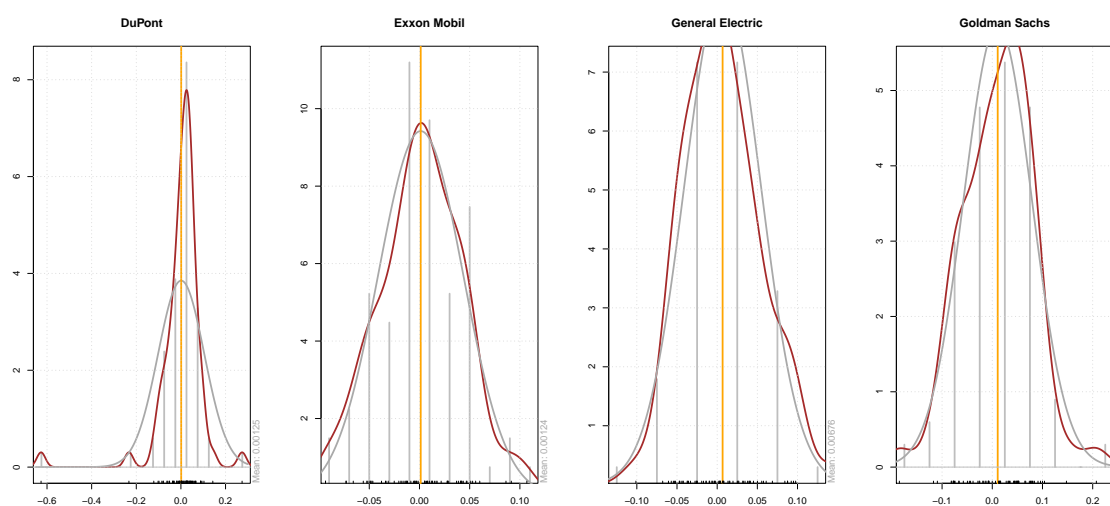 DuPont
8
6
4
2
0
-0.6 -0.4 -0.2 0.0 0.2
Mean: 0.00125
Exxon Mobil
10
8
6
4
2
-0.05 0.00 0.05 0.10
Mean: 0.00124
General Electric
7
6
5
4
3
2
1
-0.10 -0.05 0.00 0.05 0.10
Mean: 0.00676
Goldman Sachs
5
4
3
2
1
0
-0.1 0.0 0.1 0.2